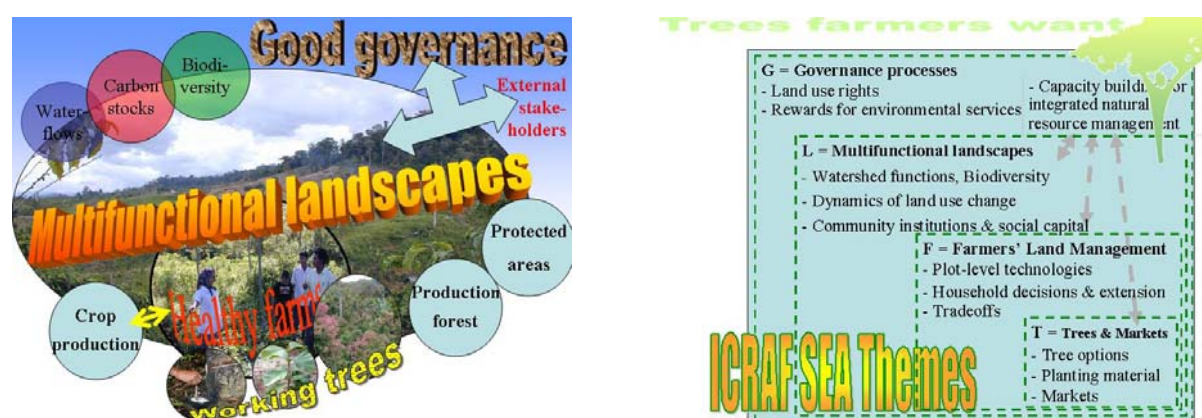 Good governance
Biodi-
versity
Carbon
stocks
Water-
flows
External
stake-
holders
Multifunctional landscapes
Protected
areas
Production
forest
Crop
production
Healthy farms
Working trees
Trees farmers want
G = Governance processes
- Land use rights
- Rewards for environmental services
- Capacity building for
integrated natural
resource management
L = Multifunctional landscapes
- Watershed functions, Biodiversity
- Dynamics of land use change
- Community institutions & social capital
F = Farmers' Land Management
- Plot-level technologies
- Household decisions & extension
- Tradeoffs
T = Trees & Markets
- Tree options
- Planting material
- Markets
ICRAF SEA Themes